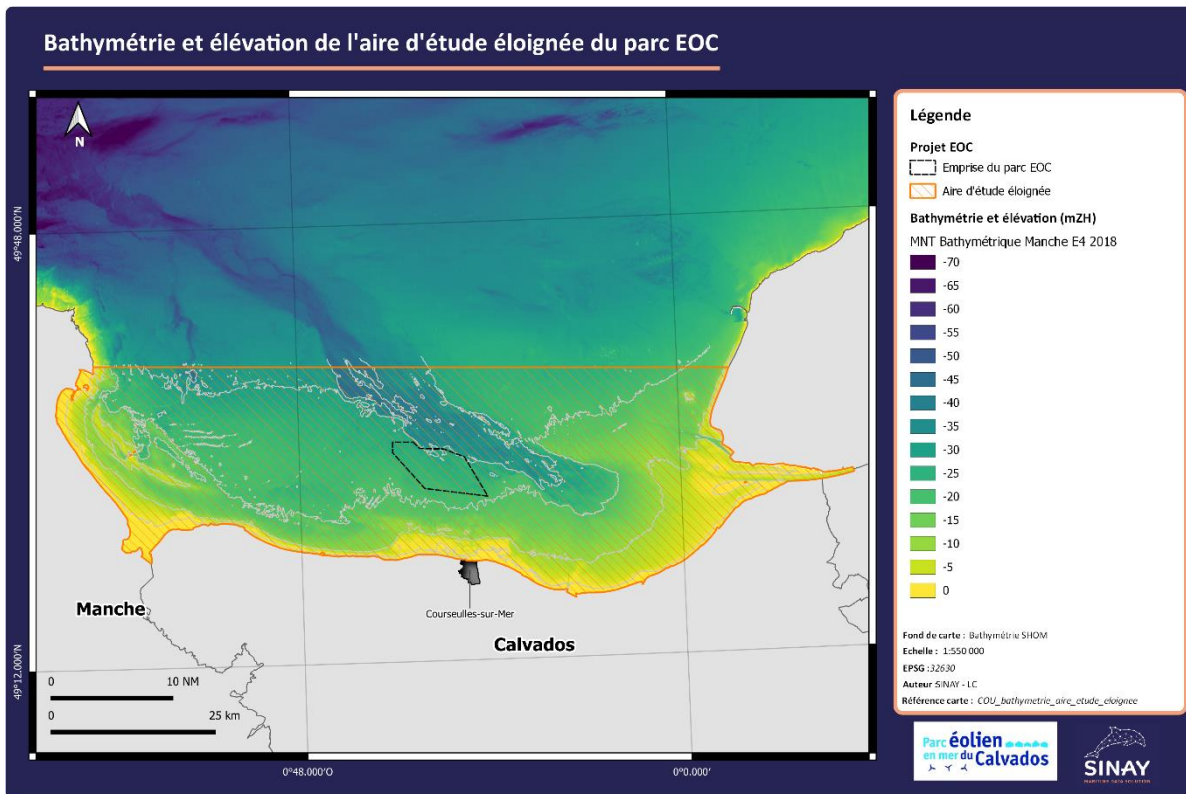 Bathymétrie et élévation de l'aire d'étude éloignée du parc EOC
N
49°48.000'N
49°12.000'N
Manche
Courseulles-sur-Mer
Calvados
0 10 NM
0 25 km
0°48.000'O
0°0.000'
Légende
Projet EOC
Emprise du parc EOC
Aire d'étude éloignée
Bathymétrie et élévation (mZH)
MNT Bathymétrique Manche E4 2018
-70
-65
-60
-55
-50
-45
-40
-35
-30
-25
-20
-15
-10
-5
0
Fond de carte : Bathymétrie SHOM
Echelle : 1:550 000
EPSG :32630
Auteur :SINAY - LC
Référence carte : COU_bathymetrie_aire_etude_eloignee
Parc éolien
en mer du Calvados
SINAY
MARITIME DATA SOLUTION